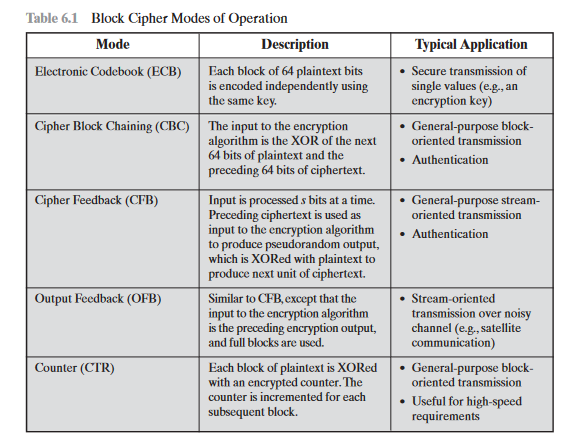 Table 6.1 Block Cipher Modes of Operation
Mode
Description
Typical Application
Electronic Codebook (ECB)
Each block of 64 plaintext bits
is encoded independently using
the same key.
• Secure transmission of
single values (e.g., an
encryption key)
Cipher Block Chaining (CBC)
The input to the encryption
algorithm is the XOR of the next
64 bits of plaintext and the
preceding 64 bits of ciphertext.
• General-purpose block-
oriented transmission
• Authentication
Cipher Feedback (CFB)
Input is processed s bits at a time.
Preceding ciphertext is used as
input to the encryption algorithm
to produce pseudorandom output,
which is XORed with plaintext to
produce next unit of ciphertext.
• General-purpose stream-
oriented transmission
• Authentication
Output Feedback (OFB)
Similar to CFB, except that the
input to the encryption algorithm
is the preceding encryption output,
and full blocks are used.
• Stream-oriented
transmission over noisy
channel (e.g., satellite
communication)
Counter (CTR)
Each block of plaintext is XORed
with an encrypted counter. The
counter is incremented for each
subsequent block.
• General-purpose block-
oriented transmission
• Useful for high-speed
requirements